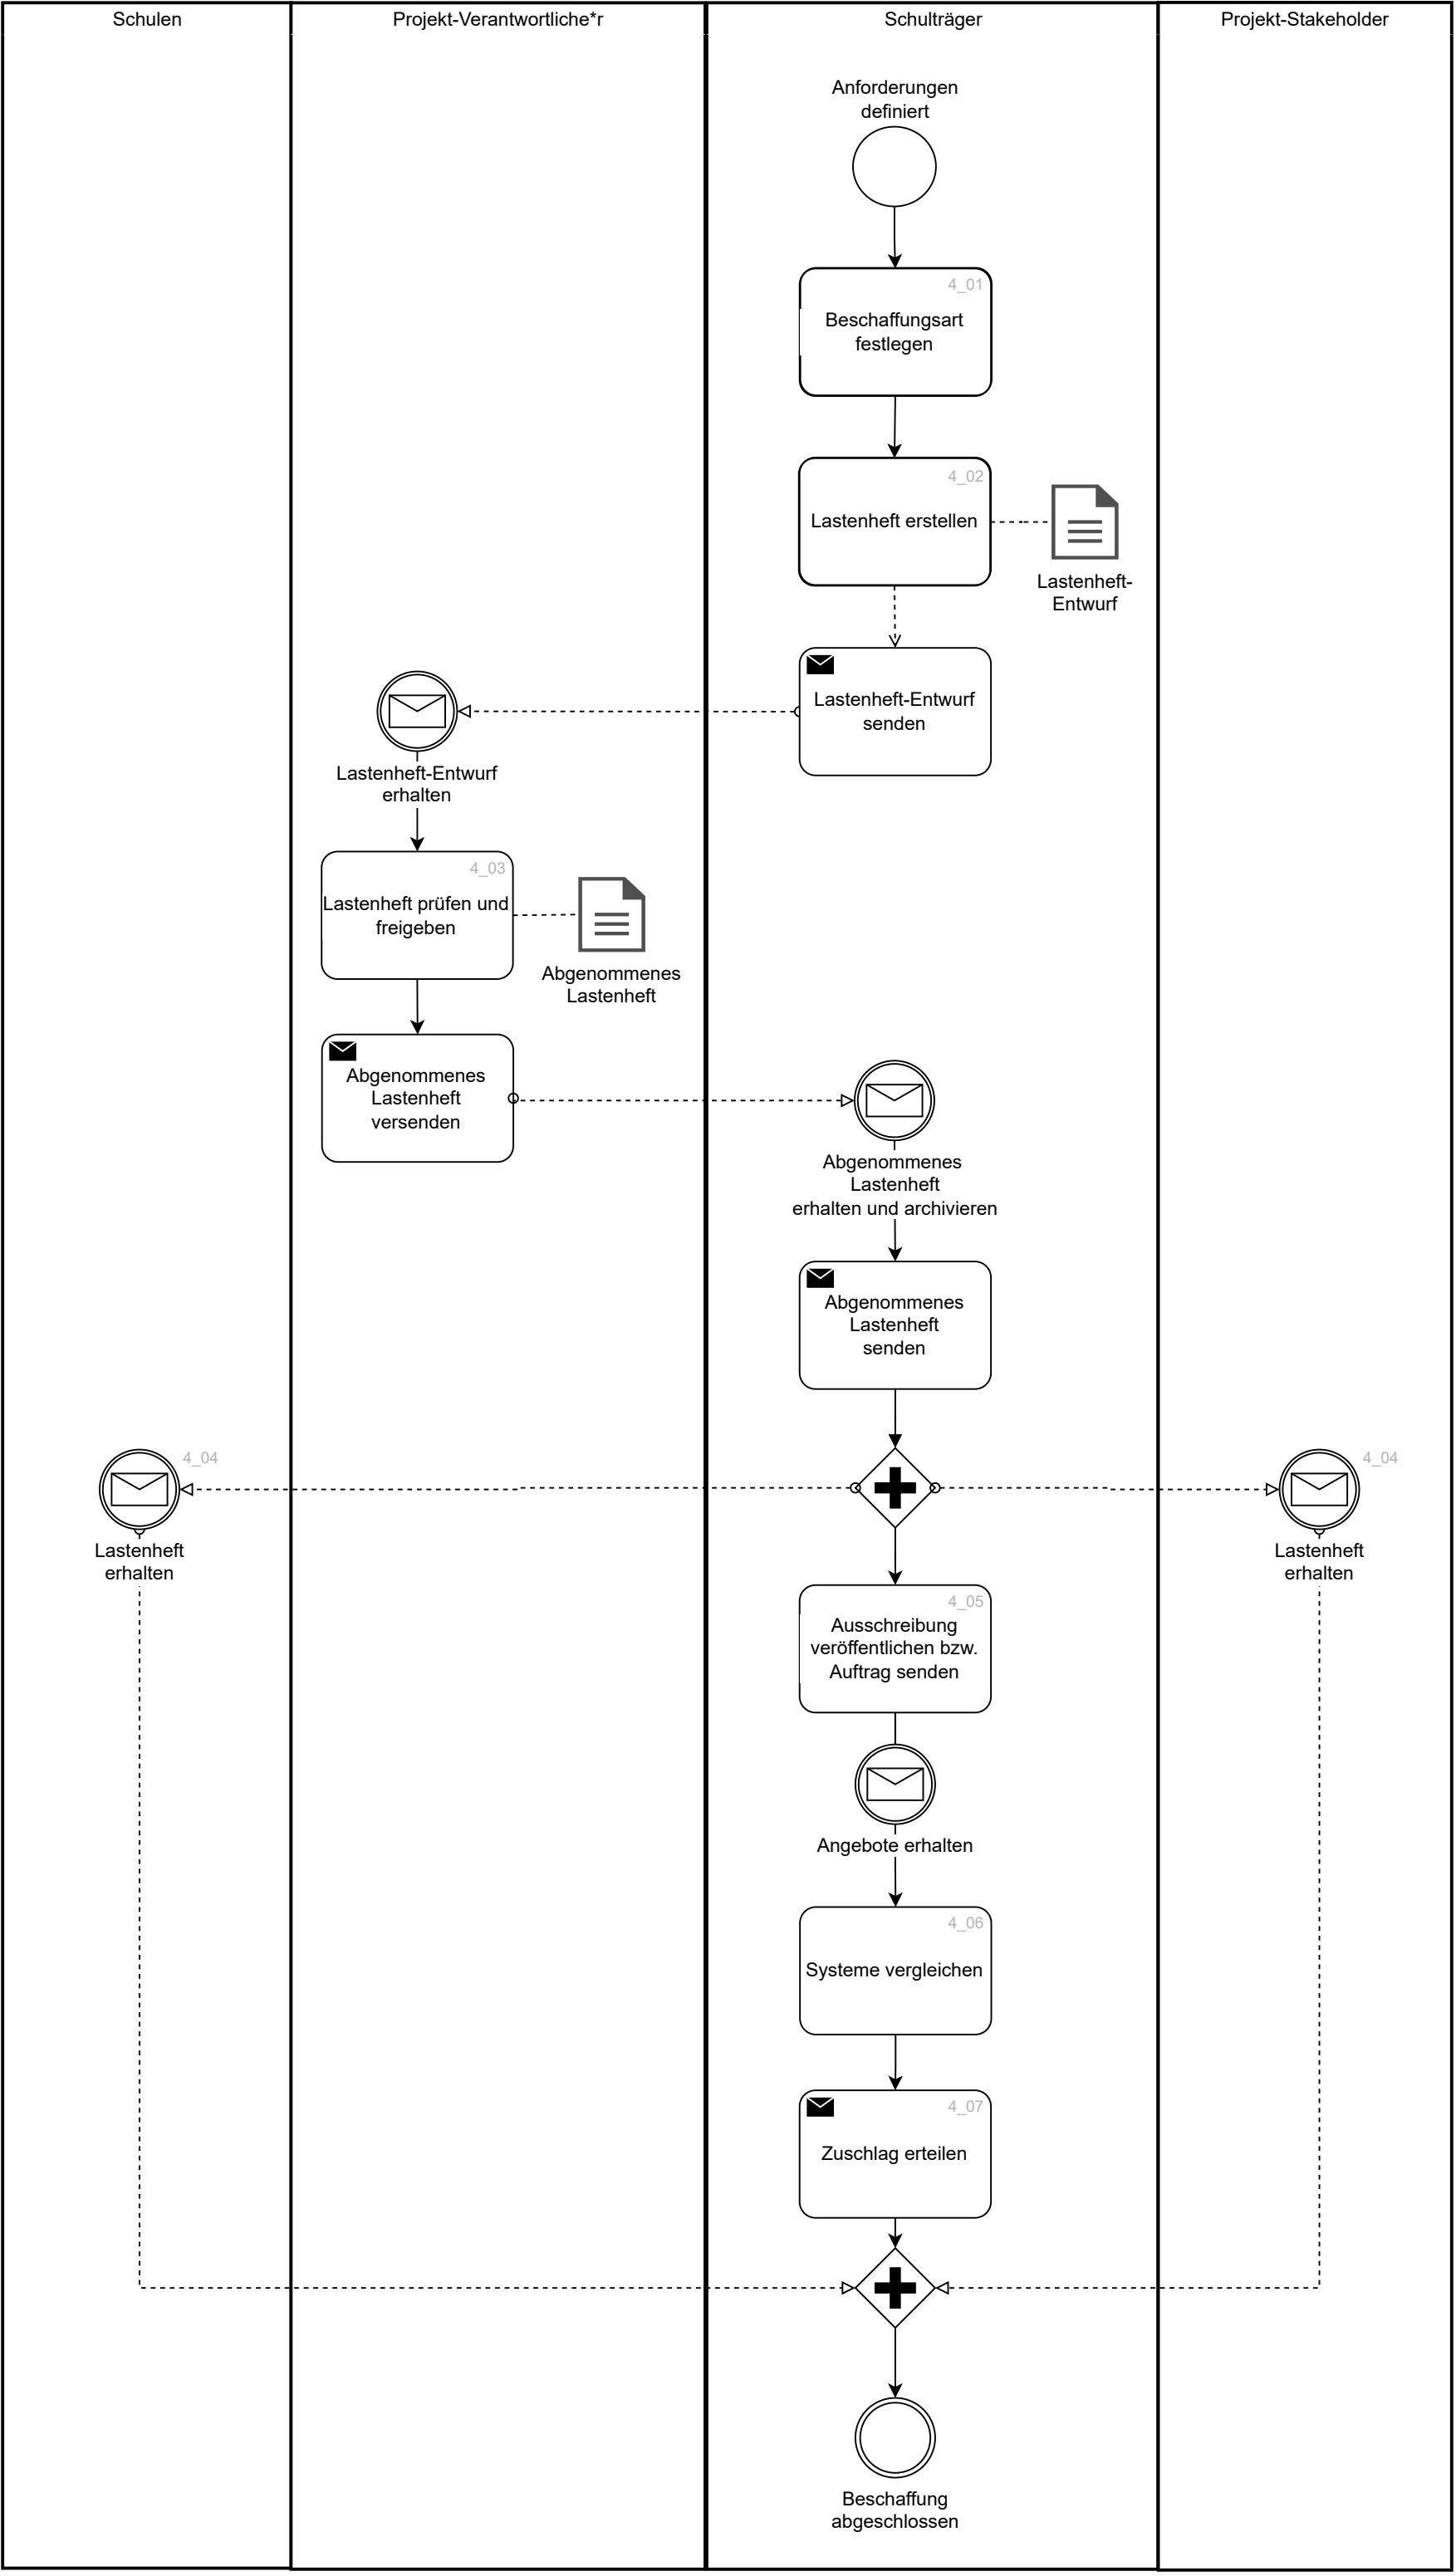 Schulen
Projekt-Verantwortliche*r
Schulträger
Projekt-Stakeholder
Anforderungen
definiert
4_01
Beschaffungsart
festlegen
4_02
Lastenheft erstellen
Lastenheft-
Entwurf
Lastenheft-Entwurf
senden
Lastenheft-Entwurf
erhalten
4_03
Lastenheft prüfen und
freigeben
Abgenommenes
Lastenheft
Abgenommenes
Lastenheft
versenden
Abgenommenes
Lastenheft
erhalten und archivieren
Abgenommenes
Lastenheft
senden
4_04
Lastenheft
erhalten
4_04
Lastenheft
erhalten
4_05
Ausschreibung
veröffentlichen bzw.
Auftrag senden
Angebote erhalten
4_06
Systeme vergleichen
4_07
Zuschlag erteilen
Beschaffung
abgeschlossen